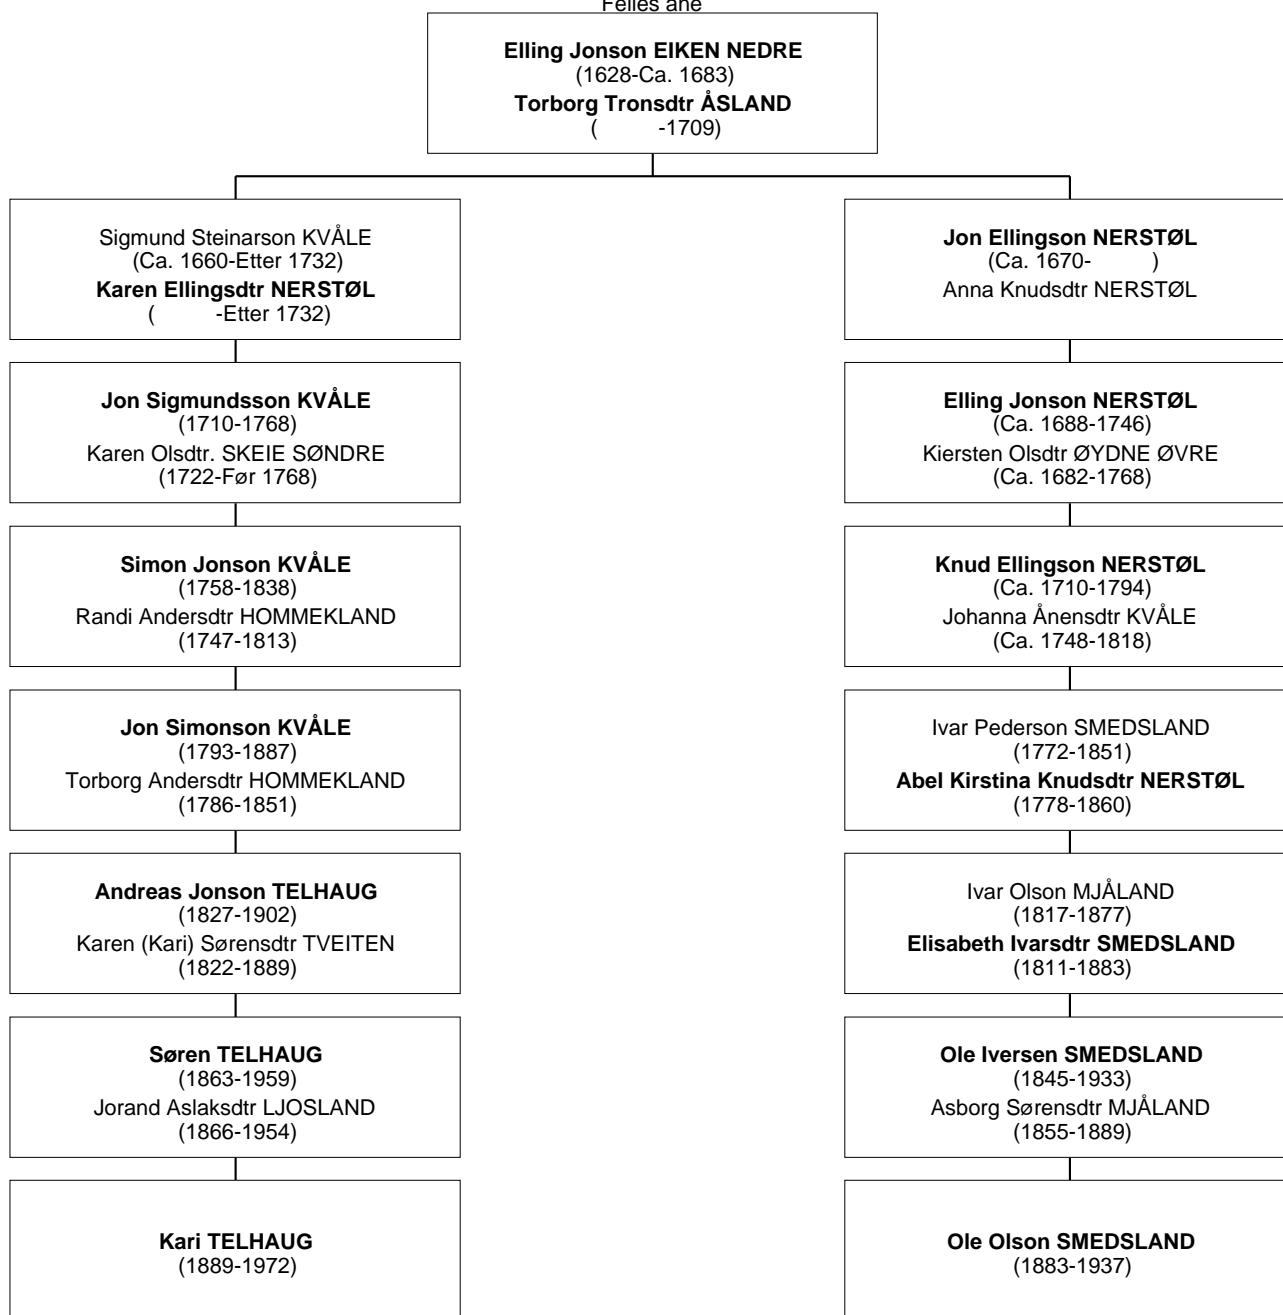 Felles ane
Elling Jonson EIKEN NEDRE
(1628-Ca. 1683)
Torborg Tronsdtr ÅSLAND
( -1709)
Sigmund Steinarson KVÅLE
(Ca. 1660-Etter 1732)
Karen Ellingsdtr NERSTØL
( -Etter 1732)
Jon Ellingson NERSTØL
(Ca. 1670- )
Anna Knudsdtr NERSTØL
Jon Sigmundsson KVÅLE
(1710-1768)
Karen Olsdtr. SKEIE SØNDRE
(1722-Før 1768)
Elling Jonson NERSTØL
(Ca. 1688-1746)
Kiersten Olsdtr ØYDNE ØVRE
(Ca. 1682-1768)
Simon Jonson KVÅLE
(1758-1838)
Randi Andersdtr HOMMEKLAND
(1747-1813)
Knud Ellingson NERSTØL
(Ca. 1710-1794)
Johanna Ånensdtr KVÅLE
(Ca. 1748-1818)
Jon Simonson KVÅLE
(1793-1887)
Torborg Andersdtr HOMMEKLAND
(1786-1851)
Ivar Pederson SMEDSLAND
(1772-1851)
Abel Kirstina Knudsdtr NERSTØL
(1778-1860)
Andreas Jonson TELHAUG
(1827-1902)
Karen (Kari) Sørensdtr TVEITEN
(1822-1889)
Ivar Olson MJÅLAND
(1817-1877)
Elisabeth Ivarsdtr SMEDSLAND
(1811-1883)
Søren TELHAUG
(1863-1959)
Jorand Aslaksdtr LJOSLAND
(1866-1954)
Ole Iversen SMEDSLAND
(1845-1933)
Asborg Sørensdtr MJÅLAND
(1855-1889)
Kari TELHAUG
(1889-1972)
Ole Olson SMEDSLAND
(1883-1937)